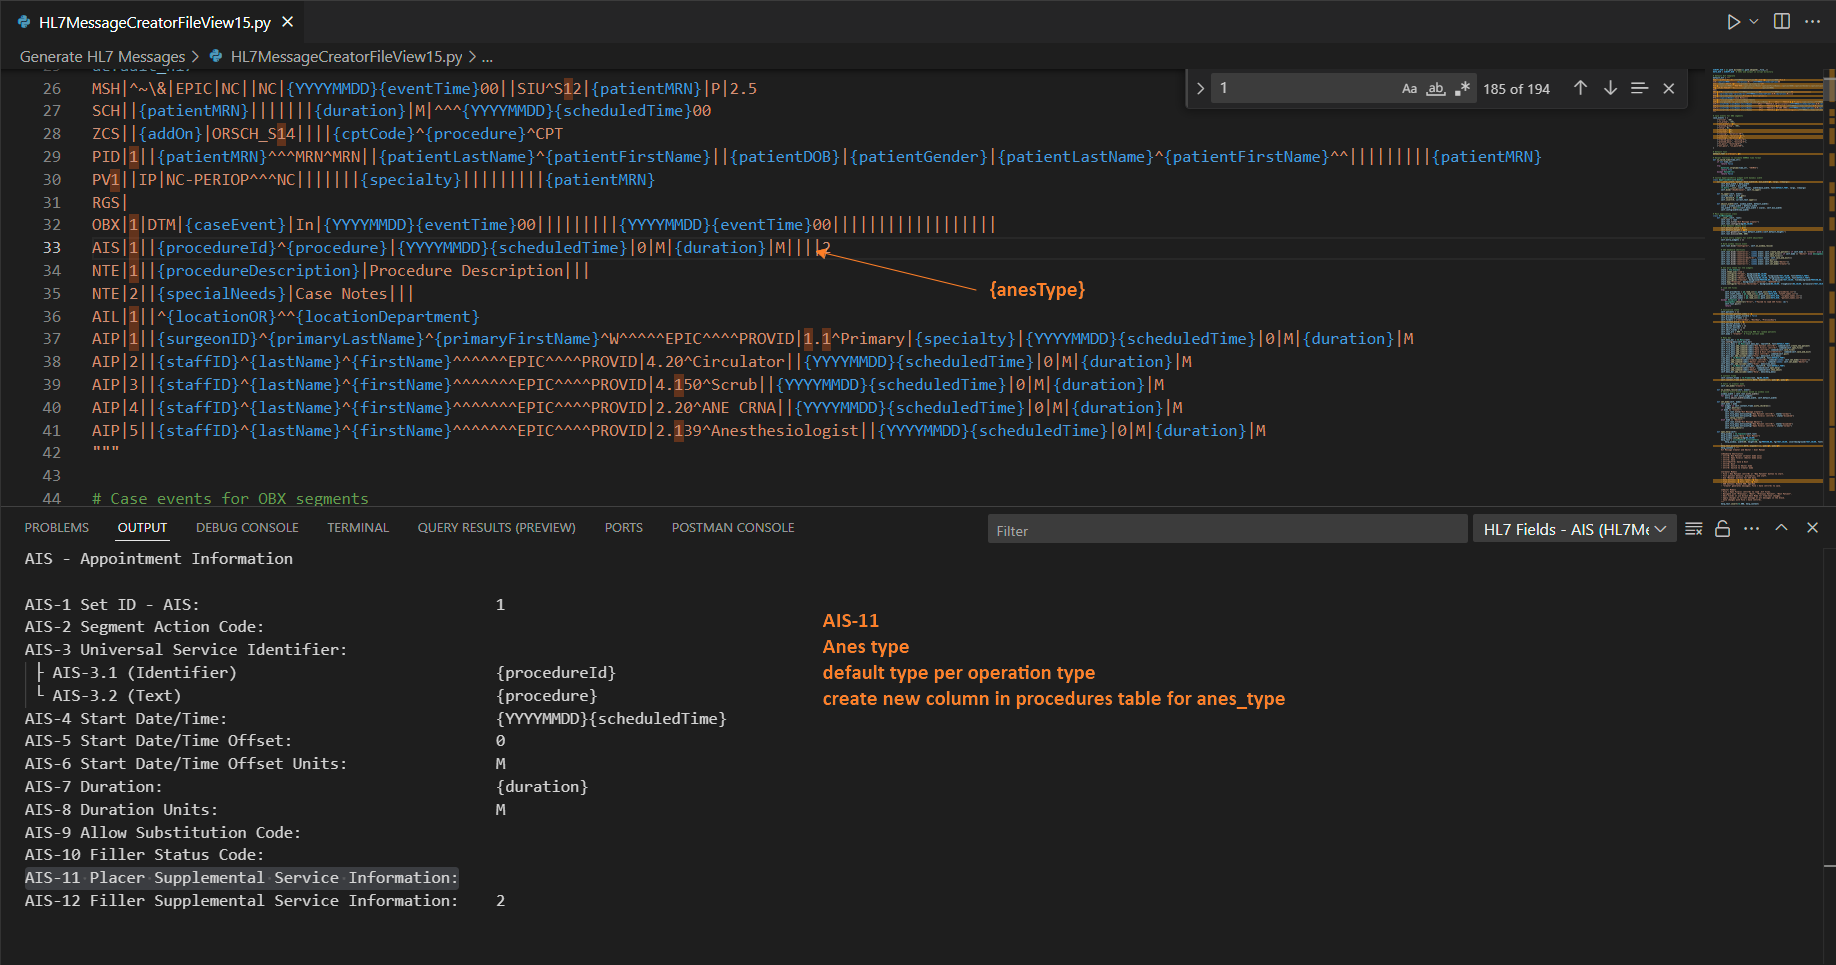 HL7MessageCreatorFileView15.py
Generate HL7 Messages > HL7MessageCreatorFileView15.py > ...
1 Aa ab 185 of 194
26 MSH|^~\&|EPIC|NC||NC|{YYYYMMDD}{eventTime}00||SIU^S12|{patientMRN}|P|2.5
27 SCH||{patientMRN}|||||||{duration}|M|^^^{YYYYMMDD}{scheduledTime}00
28 ZCS||{addOn}|ORSCH_S14||||{cptCode}^{procedure}^CPT
29 PID|1||{patientMRN}^^^MRN^MRN||{patientLastName}^{patientFirstName}||{patientDOB}|{patientGender}|{patientLastName}^{patientFirstName}^^|||||||||{patientMRN}
30 PV1||IP|NC-PERIOP^^^NC|||||||{specialty}|||||||||{patientMRN}
31 RGS|
32 OBX|1|DTM|{caseEvent}|In|{YYYYMMDD}{eventTime}00|||||||||{YYYYMMDD}{eventTime}00||||||||||||||||||
33 AIS|1||{procedureId}^{procedure}|{YYYYMMDD}{scheduledTime}|0|M|{duration}|M||||2
34 NTE|1||{procedureDescription}|Procedure Description|||
{anesType}
35 NTE|2||{specialNeeds}|Case Notes|||
36 AIL|1||^{locationOR}^^{locationDepartment}
37 AIP|1||{surgeonID}^{primaryLastName}^{primaryFirstName}^W^^^^^EPIC^^^^PROVID|1.1^Primary|{specialty}|{YYYYMMDD}{scheduledTime}|0|M|{duration}|M
38 AIP|2||{staffID}^{lastName}^{firstName}^^^^^^EPIC^^^^PROVID|4.20^Circulator||{YYYYMMDD}{scheduledTime}|0|M|{duration}|M
39 AIP|3||{staffID}^{lastName}^{firstName}^^^^^^^EPIC^^^^PROVID|4.150^Scrub||{YYYYMMDD}{scheduledTime}|0|M|{duration}|M
40 AIP|4||{staffID}^{lastName}^{firstName}^^^^^^^EPIC^^^^PROVID|2.20^ANE CRNA||{YYYYMMDD}{scheduledTime}|0|M|{duration}|M
41 AIP|5||{staffID}^{lastName}^{firstName}^^^^^^^EPIC^^^^PROVID|2.139^Anesthesiologist||{YYYYMMDD}{scheduledTime}|0|M|{duration}|M
42 """
43
44 # Case events for OBX segments
PROBLEMS OUTPUT DEBUG CONSOLE TERMINAL QUERY RESULTS (PREVIEW) PORTS POSTMAN CONSOLE Filter HL7 Fields - AIS (HL7Me
AIS - Appointment Information
AIS-1 Set ID - AIS: 1
AIS-2 Segment Action Code:
AIS-3 Universal Service Identifier:
├ AIS-3.1 (Identifier) {procedureId}
└ AIS-3.2 (Text) {procedure}
AIS-4 Start Date/Time: {YYYYMMDD}{scheduledTime}
AIS-5 Start Date/Time Offset: 0
AIS-6 Start Date/Time Offset Units: M
AIS-7 Duration: {duration}
AIS-8 Duration Units: M
AIS-9 Allow Substitution Code:
AIS-10 Filler Status Code:
AIS-11 Placer Supplemental Service Information:
AIS-12 Filler Supplemental Service Information: 2
AIS-11
Anes type
default type per operation type
create new column in procedures table for anes_type